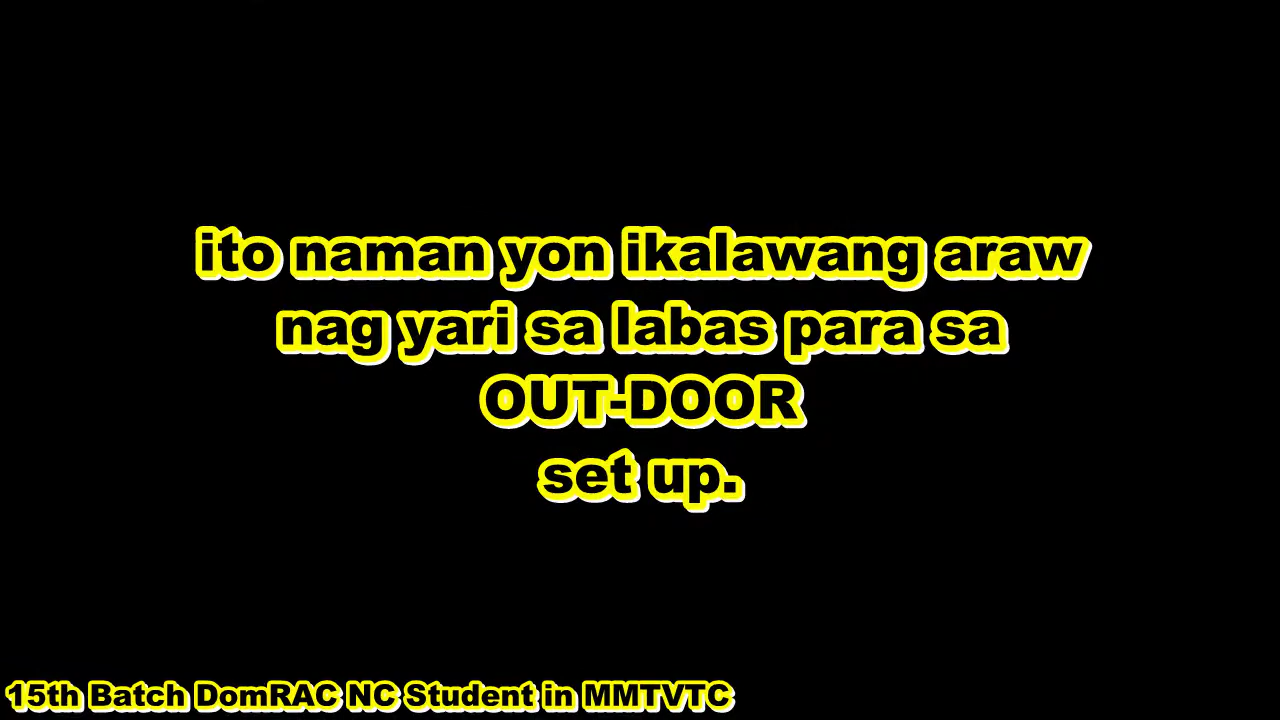 ito naman yon ikalawang araw
nag yari sa labas para sa
OUT-DOOR
set up.
15th Batch DomRAC NC Student in MMTVTC